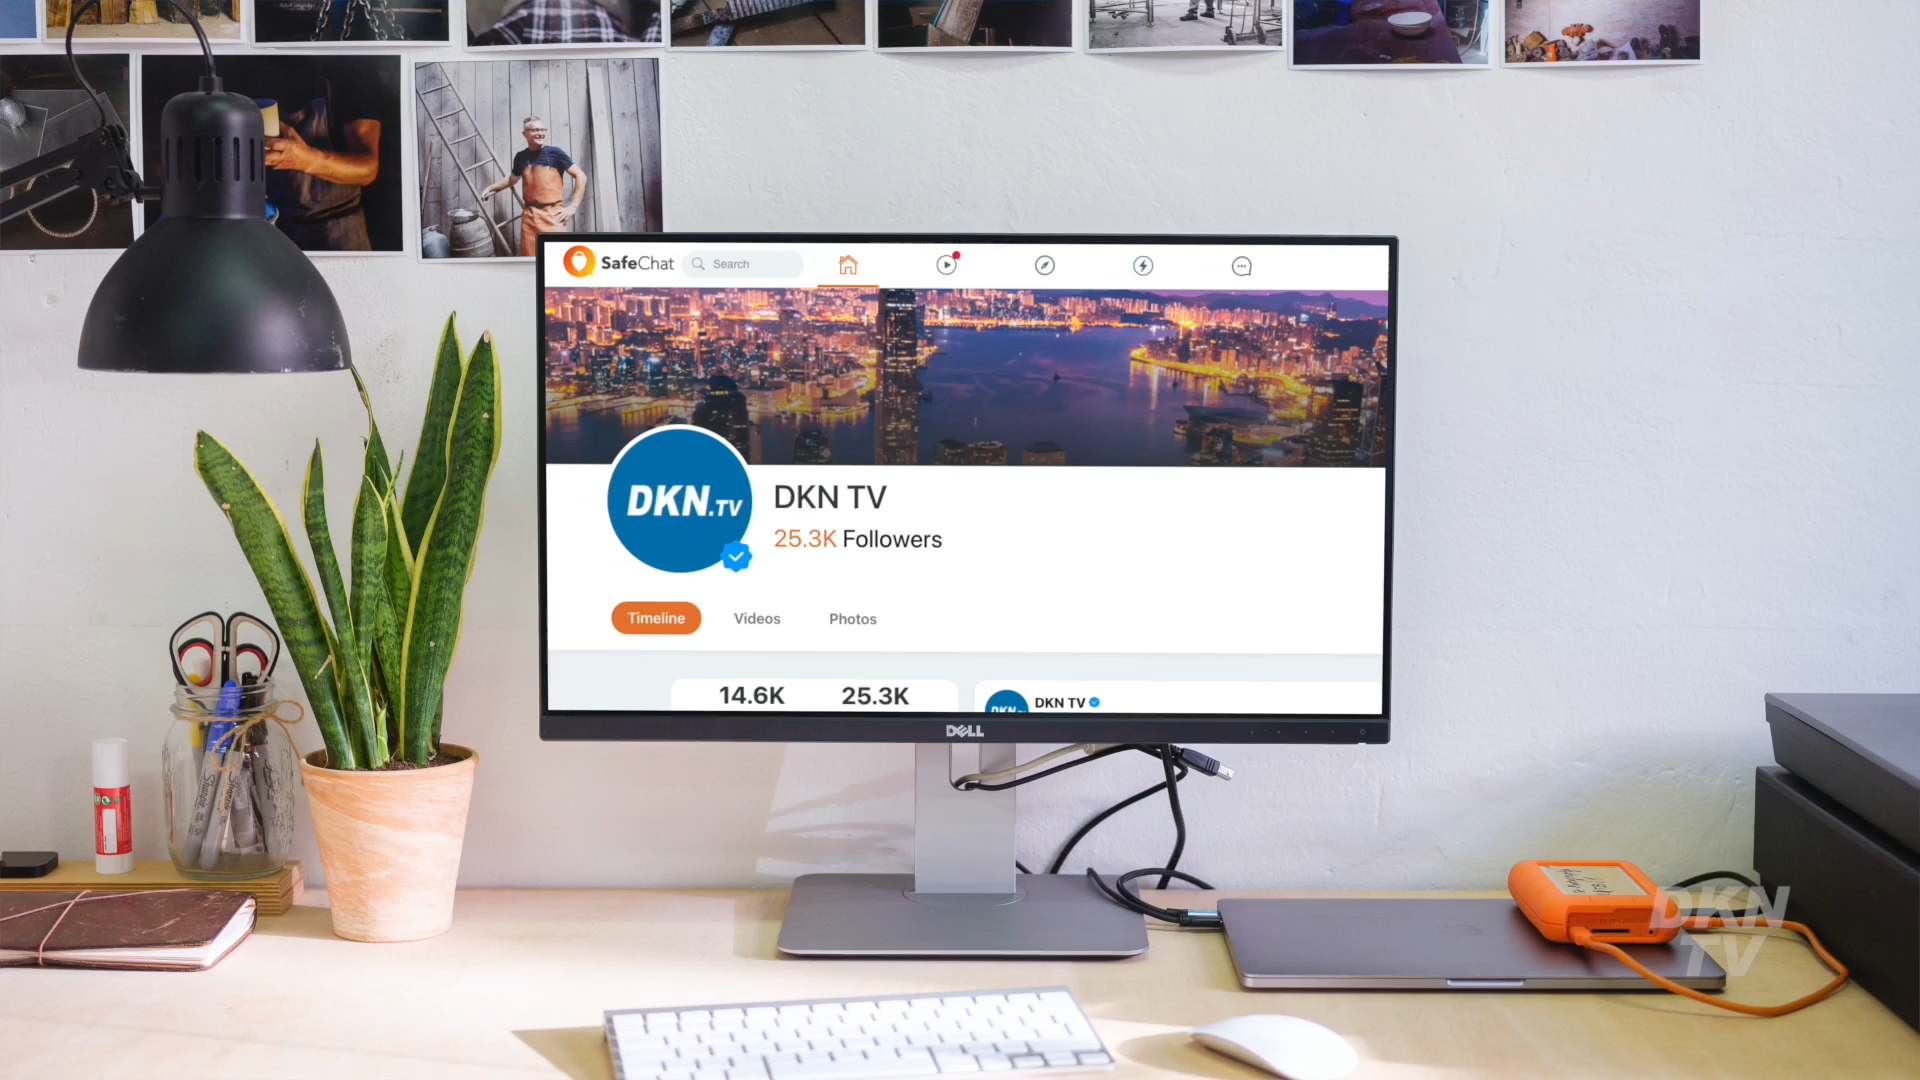 SafeChat
Search
DKN.TV
DKN TV
25.3K Followers
Timeline
Videos
Photos
14.6K
25.3K
DKN TV
DELL
DKN
TV